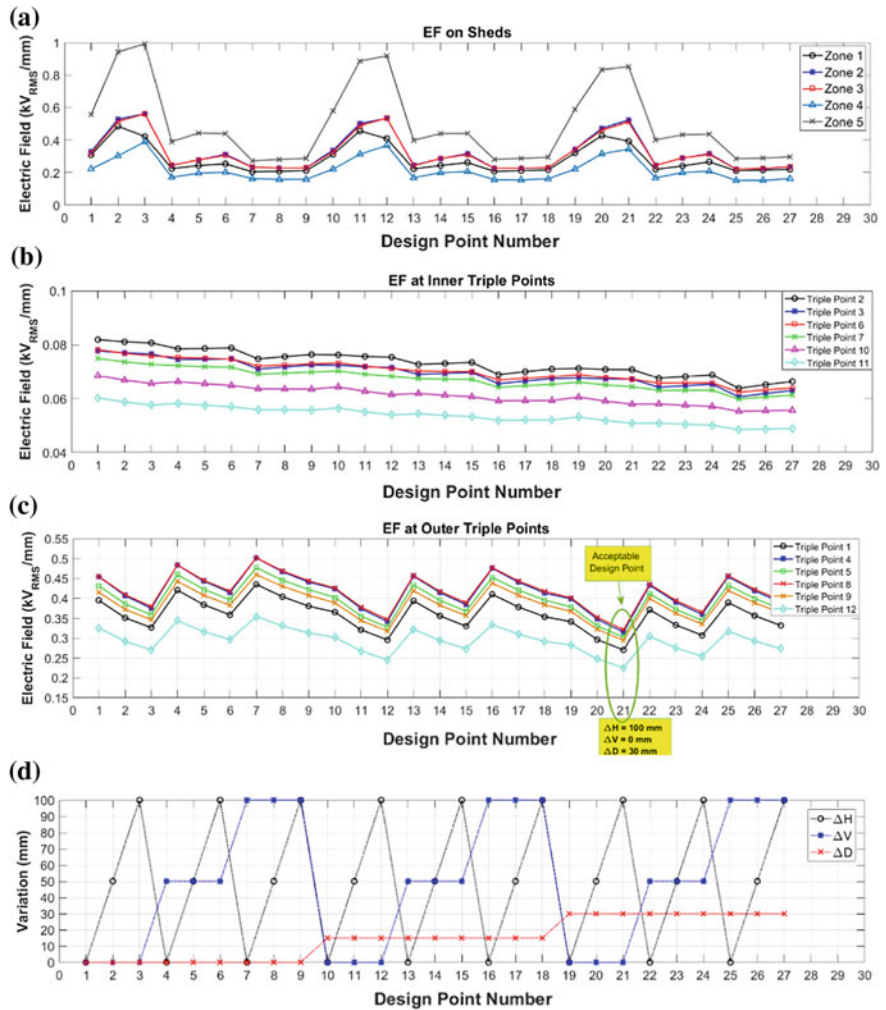 (a)
EF on Sheds
Electric Field (kVRMS/mm)
1
0.8
0.6
0.4
0.2
0
Zone 1
Zone 2
Zone 3
Zone 4
Zone 5
0 1 2 3 4 5 6 7 8 9 10 11 12 13 14 15 16 17 18 19 20 21 22 23 24 25 26 27 28 29 30
Design Point Number
(b)
EF at Inner Triple Points
Electric Field (kVRMS/mm)
0.1
0.08
0.06
0.04
Triple Point 2
Triple Point 3
Triple Point 6
Triple Point 7
Triple Point 10
Triple Point 11
0 1 2 3 4 5 6 7 8 9 10 11 12 13 14 15 16 17 18 19 20 21 22 23 24 25 26 27 28 29 30
Design Point Number
(c)
EF at Outer Triple Points
Electric Field (kVRMS/mm)
0.55
0.5
0.45
0.4
0.35
0.3
0.25
0.2
0.15
Acceptable
Design Point
Triple Point 1
Triple Point 4
Triple Point 5
Triple Point 8
Triple Point 9
Triple Point 12
0 1 2 3 4 5 6 7 8 9 10 11 12 13 14 15 16 17 18 19 20 21 22 23 24 25 26 27 28 29 30
Design Point Number
ΔH = 100 mm
ΔV = 0 mm
ΔD = 30 mm
(d)
Variation (mm)
100
90
80
70
60
50
40
30
20
10
0
ΔH
ΔV
ΔD
0 1 2 3 4 5 6 7 8 9 10 11 12 13 14 15 16 17 18 19 20 21 22 23 24 25 26 27 28 29 30
Design Point Number